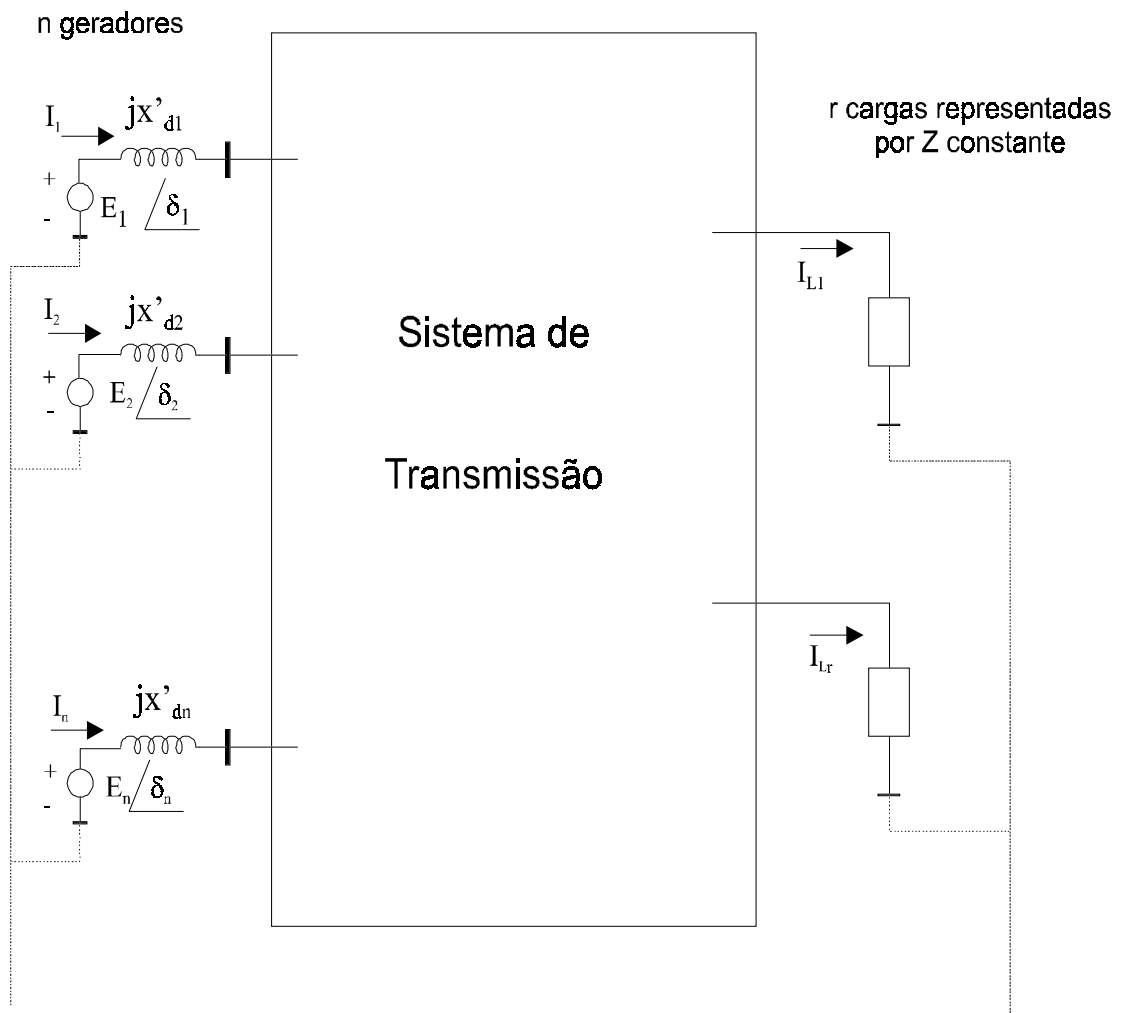 n geradores
I1
jx'd1
+
-
E1
δ1
I2
jx'd2
+
-
E2
δ2
In
jx'dn
+
-
En
δn
Sistema de
Transmissão
r cargas representadas
por Z constante
IL1
ILr